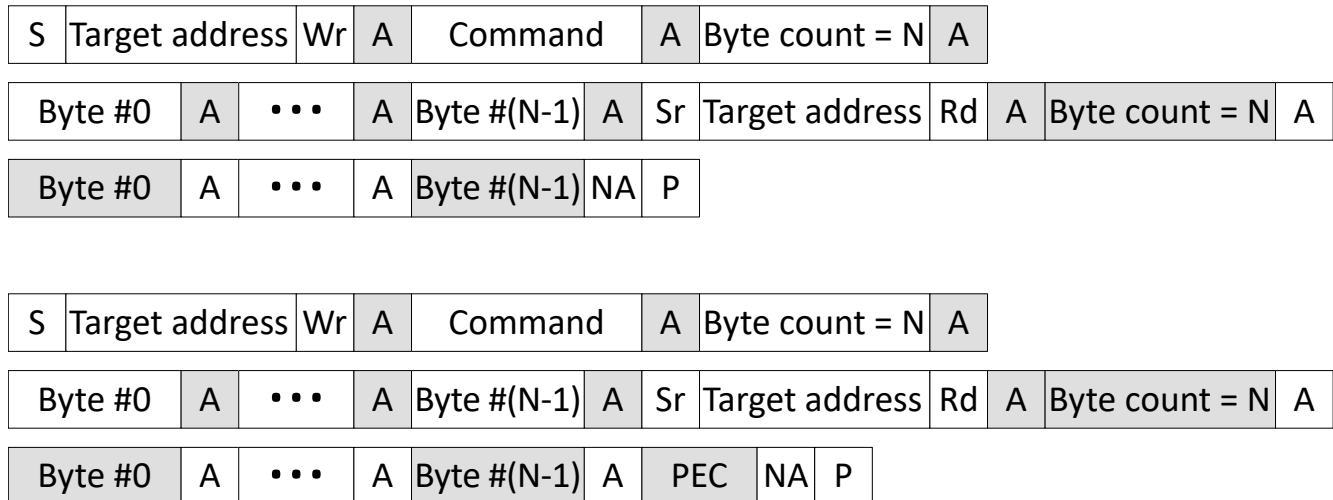 S Target address Wr A Command A Byte count = N A
Byte #0 A ••• A Byte #(N-1) A Sr Target address Rd A Byte count = N A
Byte #0 A ••• A Byte #(N-1) NA P
S Target address Wr A Command A Byte count = N A
Byte #0 A ••• A Byte #(N-1) A Sr Target address Rd A Byte count = N A
Byte #0 A ••• A Byte #(N-1) A PEC NA P